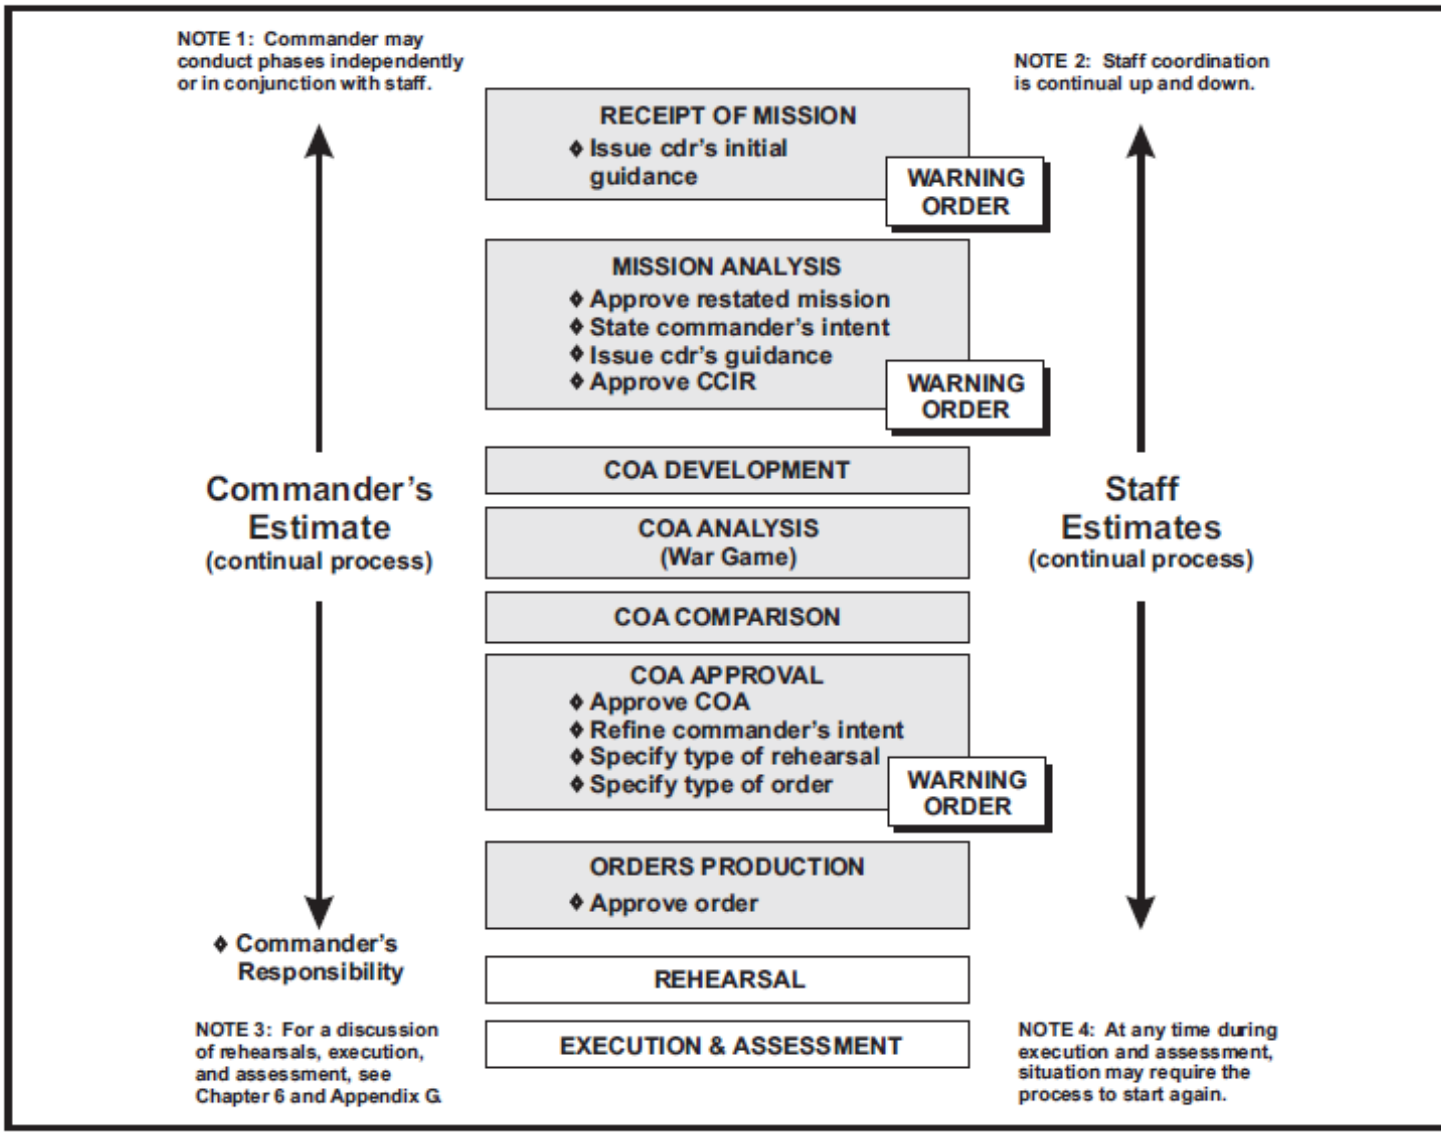 NOTE 1: Commander may
conduct phases independently
or in conjunction with staff.
NOTE 2: Staff coordination
is continual up and down.
RECEIPT OF MISSION
♦ Issue cdr's initial
guidance
WARNING
ORDER
MISSION ANALYSIS
♦ Approve restated mission
♦ State commander's intent
♦ Issue cdr's guidance
♦ Approve CCIR
WARNING
ORDER
COA DEVELOPMENT
Commander's
Estimate
(continual process)
COA ANALYSIS
(War Game)
Staff
Estimates
(continual process)
COA COMPARISON
COA APPROVAL
♦ Approve COA
♦ Refine commander's intent
♦ Specify type of rehearsal
♦ Specify type of order
WARNING
ORDER
ORDERS PRODUCTION
♦ Approve order
♦ Commander's
Responsibility
REHEARSAL
EXECUTION & ASSESSMENT
NOTE 3: For a discussion
of rehearsals, execution,
and assessment, see
Chapter 6 and Appendix G.
NOTE 4: At any time during
execution and assessment,
situation may require the
process to start again.